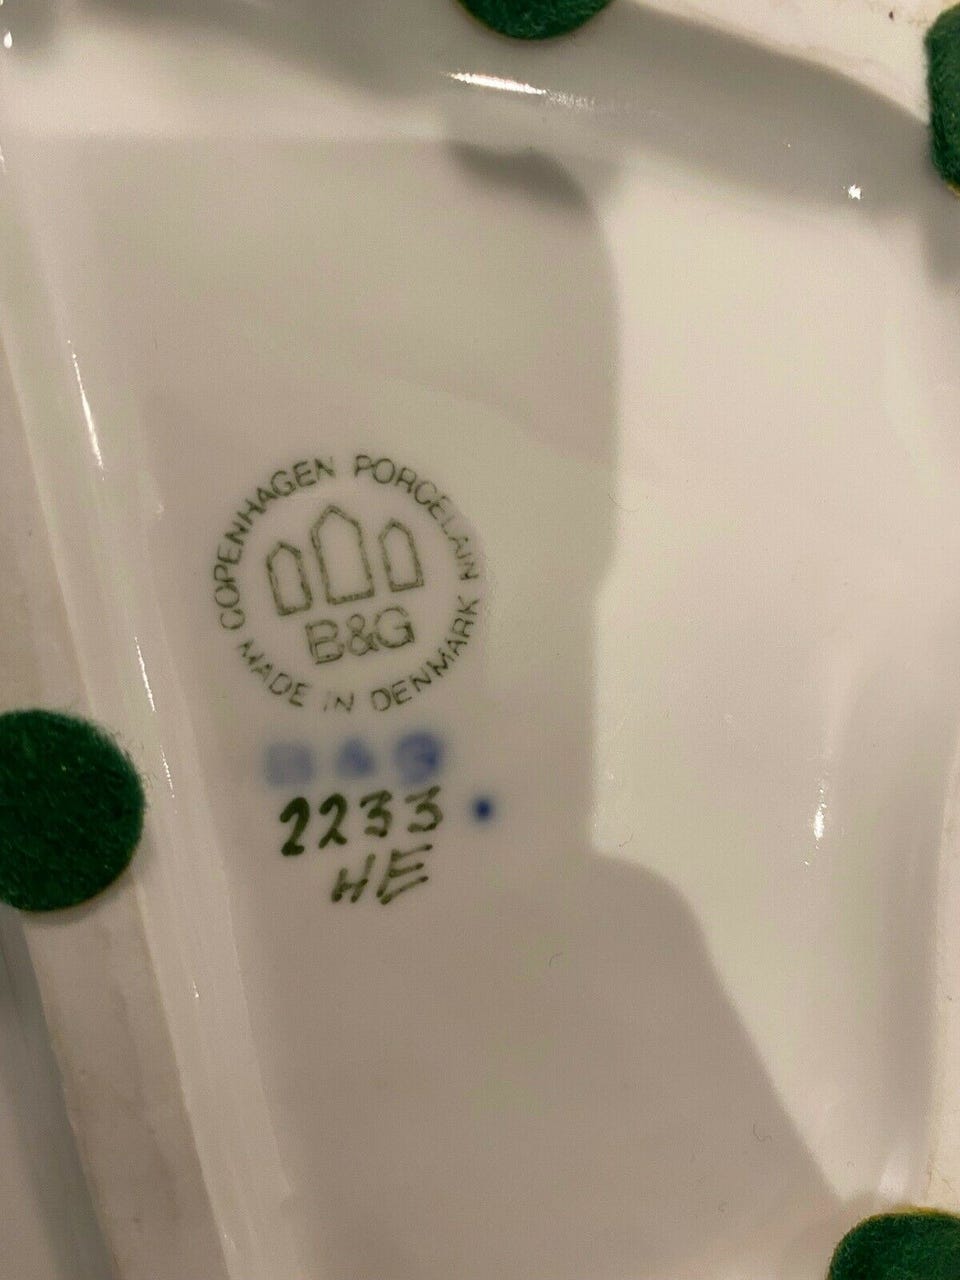 COPENHAGEN PORCELAIN
B&G
MADE IN DENMARK
B & G
2233
HE